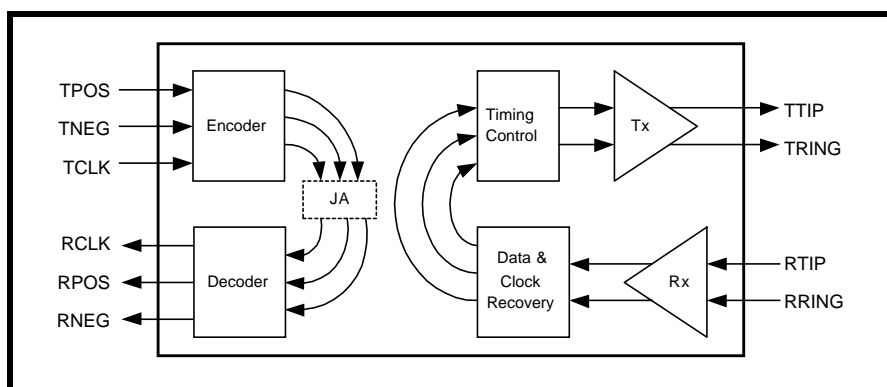 TPOS
TNEG
TCLK
Encoder
JA
RCLK
RPOS
RNEG
Decoder
Timing
Control
Tx
TTIP
TRING
Data &
Clock
Recovery
Rx
RTIP
RRING